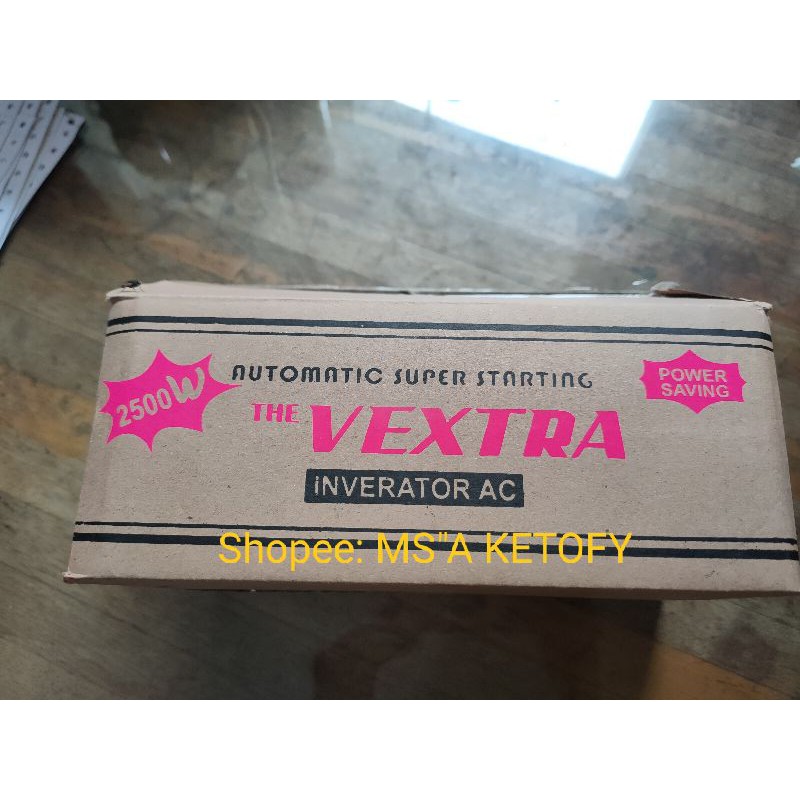 2500W
AUTOMATIC SUPER STARTING
POWER
SAVING
THE VEXTRA
iNVERATOR AC
Shopee: MS"A KETOFY